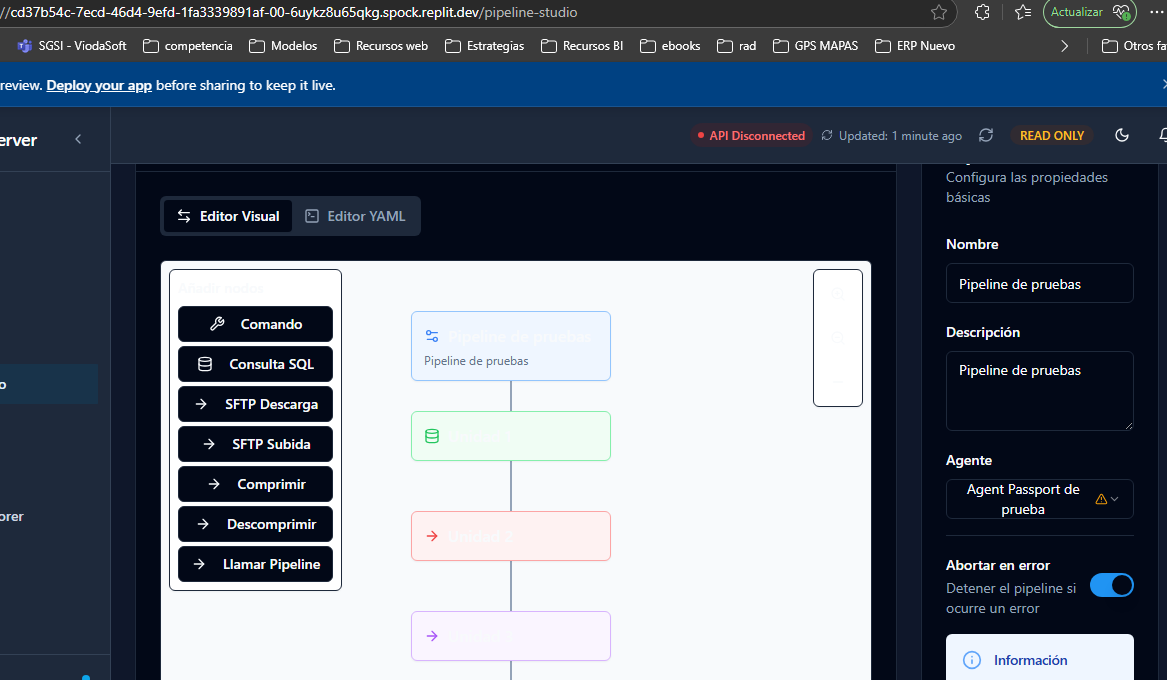 //cd37b54c-7ecd-46d4-9efd-1fa3339891af-00-6uykz8u65qkg.spock.replit.dev/pipeline-studio
Actualizar
SGSI - ViodaSoft
competencia
Modelos
Recursos web
Estrategias
Recursos BI
ebooks
rad
GPS MAPAS
ERP Nuevo
Otros fa
review. Deploy your app before sharing to keep it live.
erver
API Disconnected
Updated: 1 minute ago
READ ONLY
Configura las propiedades
básicas
Editor Visual
Editor YAML
Nombre
Pipeline de pruebas
Añadir nodos
Comando
Consulta SQL
SFTP Descarga
SFTP Subida
Comprimir
Descomprimir
Llamar Pipeline
Pipeline de pruebas
Pipeline de pruebas
Unidad 2
Descripción
Pipeline de pruebas
o
Agente
Agent Passport de
prueba
orer
Abortar en error
Detener el pipeline si
ocurre un error
Información